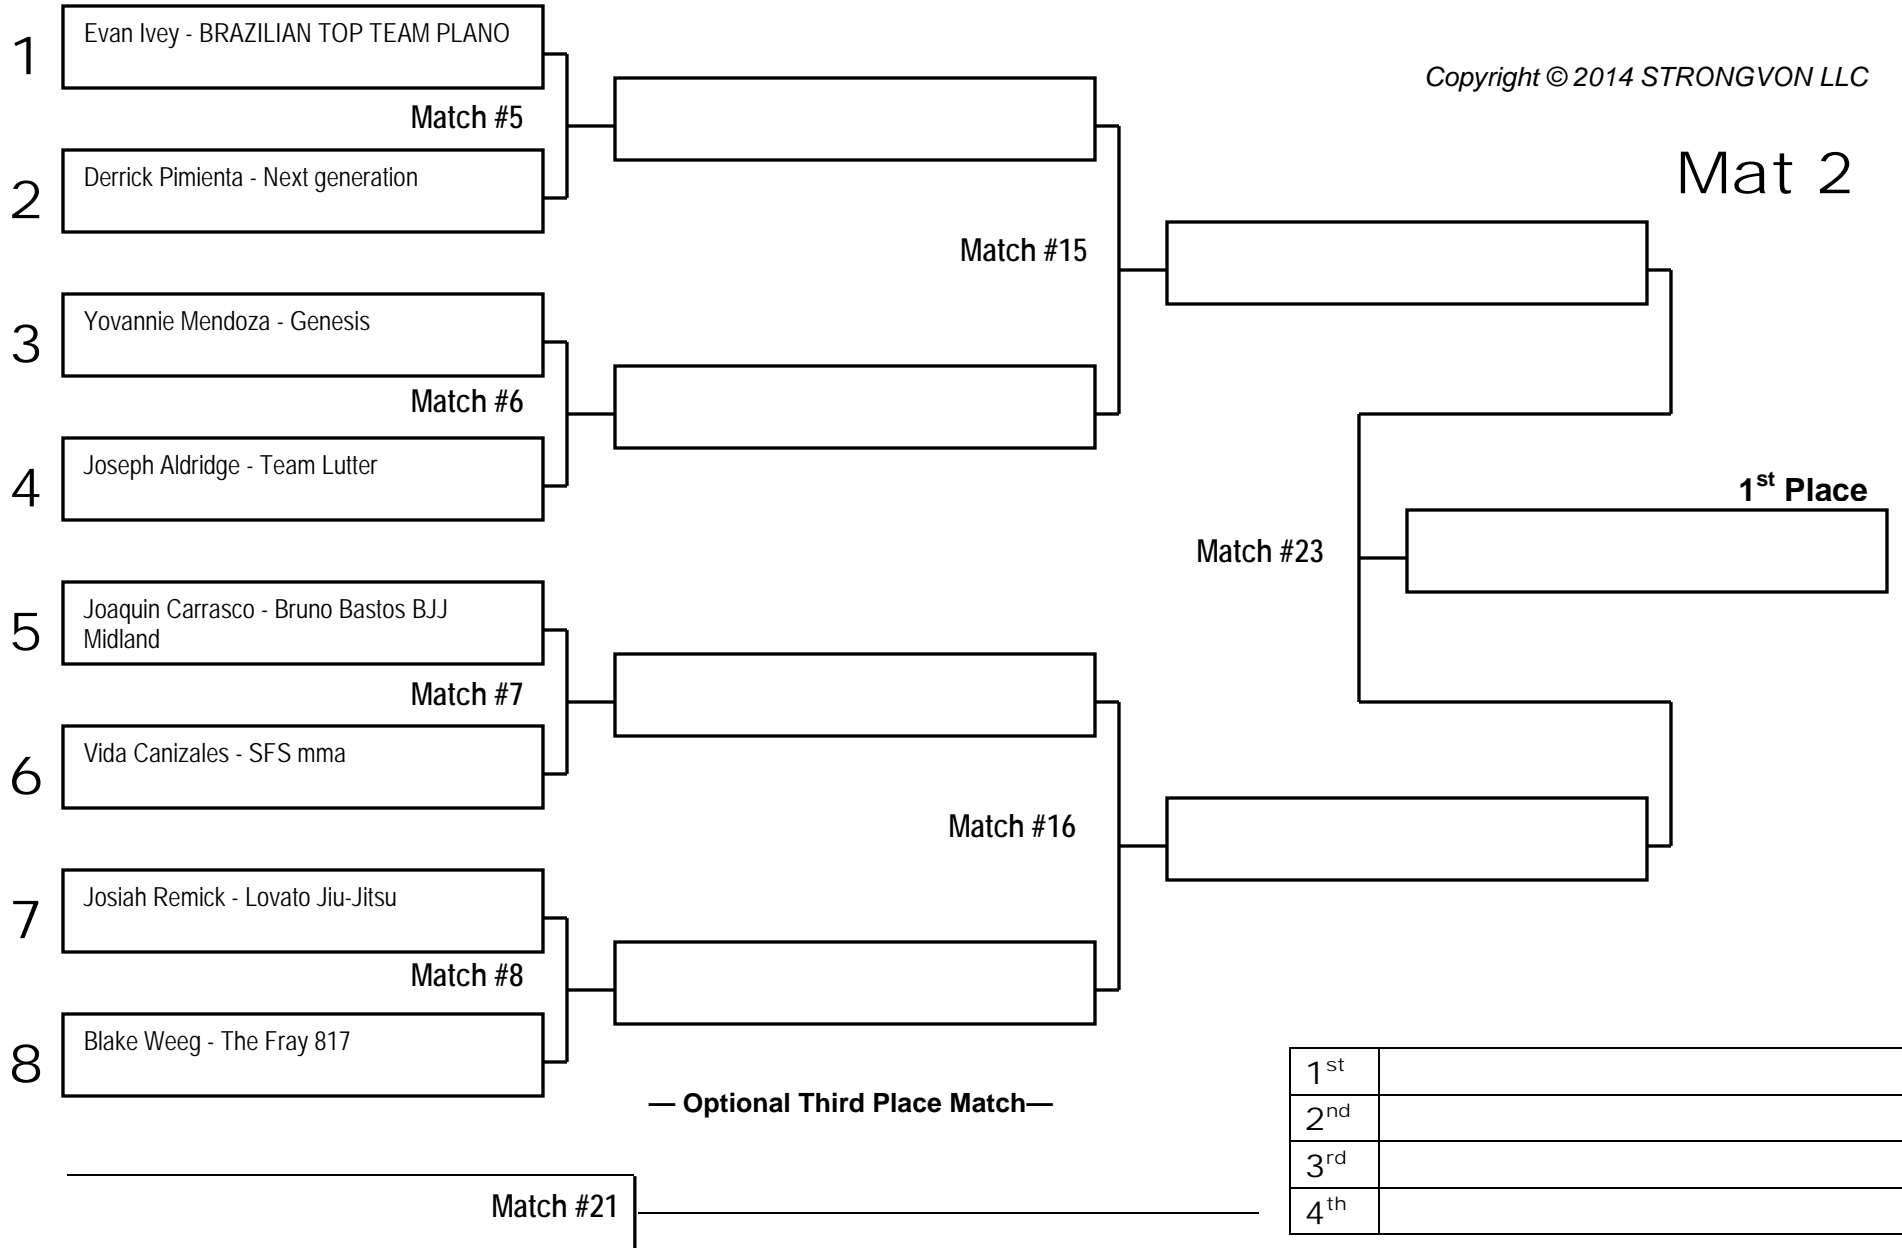 1
Evan Ivey - BRAZILIAN TOP TEAM PLANO
Copyright © 2014 STRONGVON LLC
Match #5
Mat 2
2
Derrick Pimienta - Next generation
Match #15
3
Yovannie Mendoza - Genesis
Match #6
4
Joseph Aldridge - Team Lutter
1st Place
Match #23
5
Joaquin Carrasco - Bruno Bastos BJJ
Midland
Match #7
6
Vida Canizales - SFS mma
Match #16
7
Josiah Remick - Lovato Jiu-Jitsu
Match #8
8
Blake Weeg - The Fray 817
— Optional Third Place Match—
Match #21
1st
2nd
3rd
4th